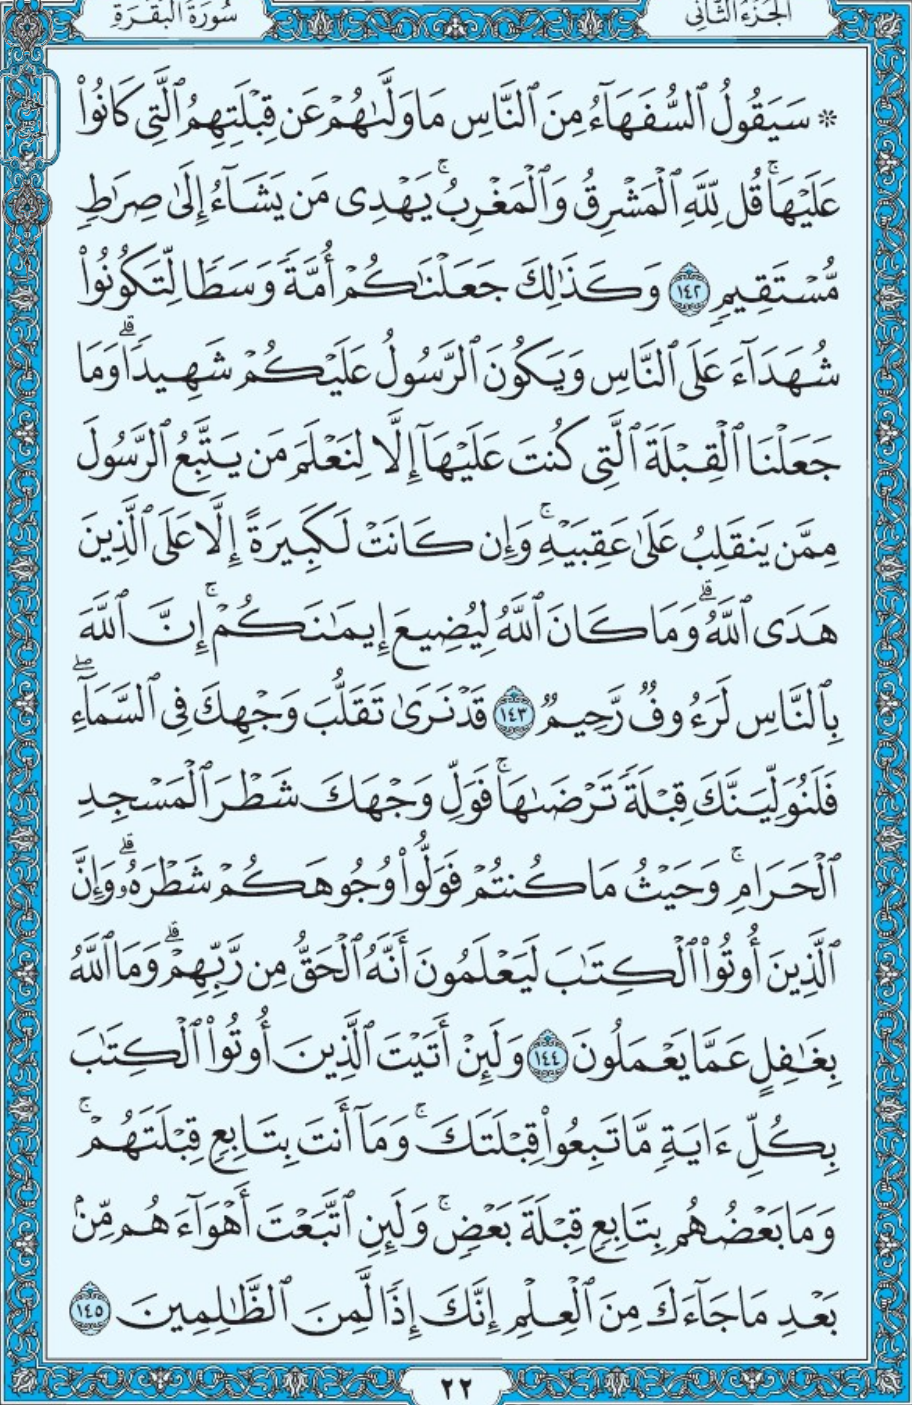 سُورَةُ البَقَرَةِ
الجُزْءُ الثَّانِي
۞ سَيَقُولُ ٱلسُّفَهَآءُ مِنَ ٱلنَّاسِ مَا وَلَّىٰهُمْ عَن قِبْلَتِهِمُ ٱلَّتِى كَانُوا۟
عَلَيْهَا ۚ قُل لِّلَّهِ ٱلْمَشْرِقُ وَٱلْمَغْرِبُ ۚ يَهْدِى مَن يَشَآءُ إِلَىٰ صِرَٰطٍ
مُّسْتَقِيمٍ ١٤٢ وَكَذَٰلِكَ جَعَلْنَٰكُمْ أُمَّةً وَسَطًا لِّتَكُونُوا۟
شُهَدَآءَ عَلَى ٱلنَّاسِ وَيَكُونَ ٱلرَّسُولُ عَلَيْكُمْ شَهِيدًا ۗ وَمَا
جَعَلْنَا ٱلْقِبْلَةَ ٱلَّتِى كُنتَ عَلَيْهَآ إِلَّا لِنَعْلَمَ مَن يَتَّبِعُ ٱلرَّسُولَ
مِمَّن يَنقَلِبُ عَلَىٰ عَقِبَيْهِ ۚ وَإِن كَانَتْ لَكَبِيرَةً إِلَّا عَلَى ٱلَّذِينَ
هَدَى ٱللَّهُ ۗ وَمَا كَانَ ٱللَّهُ لِيُضِيعَ إِيمَٰنَكُمْ ۚ إِنَّ ٱللَّهَ
بِٱلنَّاسِ لَرَءُوفٌ رَّحِيمٌ ١٤٣ قَدْ نَرَىٰ تَقَلُّبَ وَجْهِكَ فِى ٱلسَّمَآءِ ۖ
فَلَنُوَلِّيَنَّكَ قِبْلَةً تَرْضَىٰهَا ۚ فَوَلِّ وَجْهَكَ شَطْرَ ٱلْمَسْجِدِ
ٱلْحَرَامِ ۚ وَحَيْثُ مَا كُنتُمْ فَوَلُّوا۟ وُجُوهَكُمْ شَطْرَهُۥ ۗ وَإِنَّ
ٱلَّذِينَ أُوتُوا۟ ٱلْكِتَٰبَ لَيَعْلَمُونَ أَنَّهُ ٱلْحَقُّ مِن رَّبِّهِمْ ۗ وَمَا ٱللَّهُ
بِغَٰفِلٍ عَمَّا يَعْمَلُونَ ١٤٤ وَلَئِنْ أَتَيْتَ ٱلَّذِينَ أُوتُوا۟ ٱلْكِتَٰبَ
بِكُلِّ ءَايَةٍ مَّا تَبِعُوا۟ قِبْلَتَكَ ۚ وَمَآ أَنتَ بِتَابِعٍ قِبْلَتَهُمْ ۚ
وَمَا بَعْضُهُم بِتَابِعٍ قِبْلَةَ بَعْضٍ ۚ وَلَئِنِ ٱتَّبَعْتَ أَهْوَآءَهُم مِّنۢ
بَعْدِ مَا جَآءَكَ مِنَ ٱلْعِلْمِ إِنَّكَ إِذًا لَّمِنَ ٱلظَّٰلِمِينَ ١٤٥
٢٢